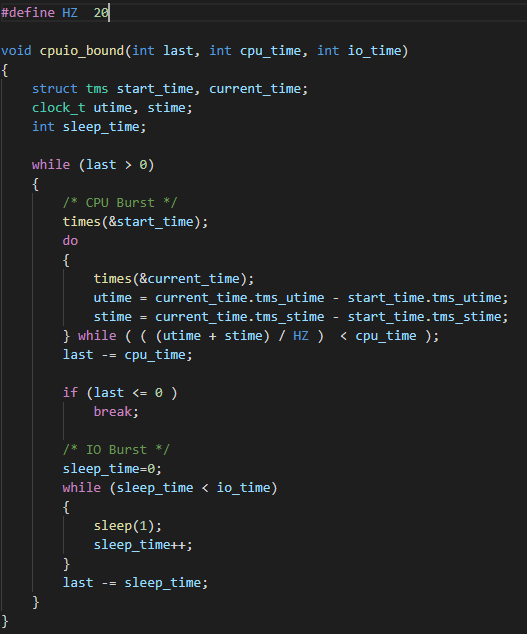 #define HZ  20
void cpuio_bound(int last, int cpu_time, int io_time)
{
    struct tms start_time, current_time;
    clock_t utime, stime;
    int sleep_time;
    while (last > 0)
    {
        /* CPU Burst */
        times(&start_time);
        do
        {
            times(&current_time);
            utime = current_time.tms_utime - start_time.tms_utime;
            stime = current_time.tms_stime - start_time.tms_stime;
        } while ( ( (utime + stime) / HZ )  < cpu_time );
        last -= cpu_time;
        if (last <= 0 )
            break;
        /* IO Burst */
        sleep_time=0;
        while (sleep_time < io_time)
        {
            sleep(1);
            sleep_time++;
        }
        last -= sleep_time;
    }
}